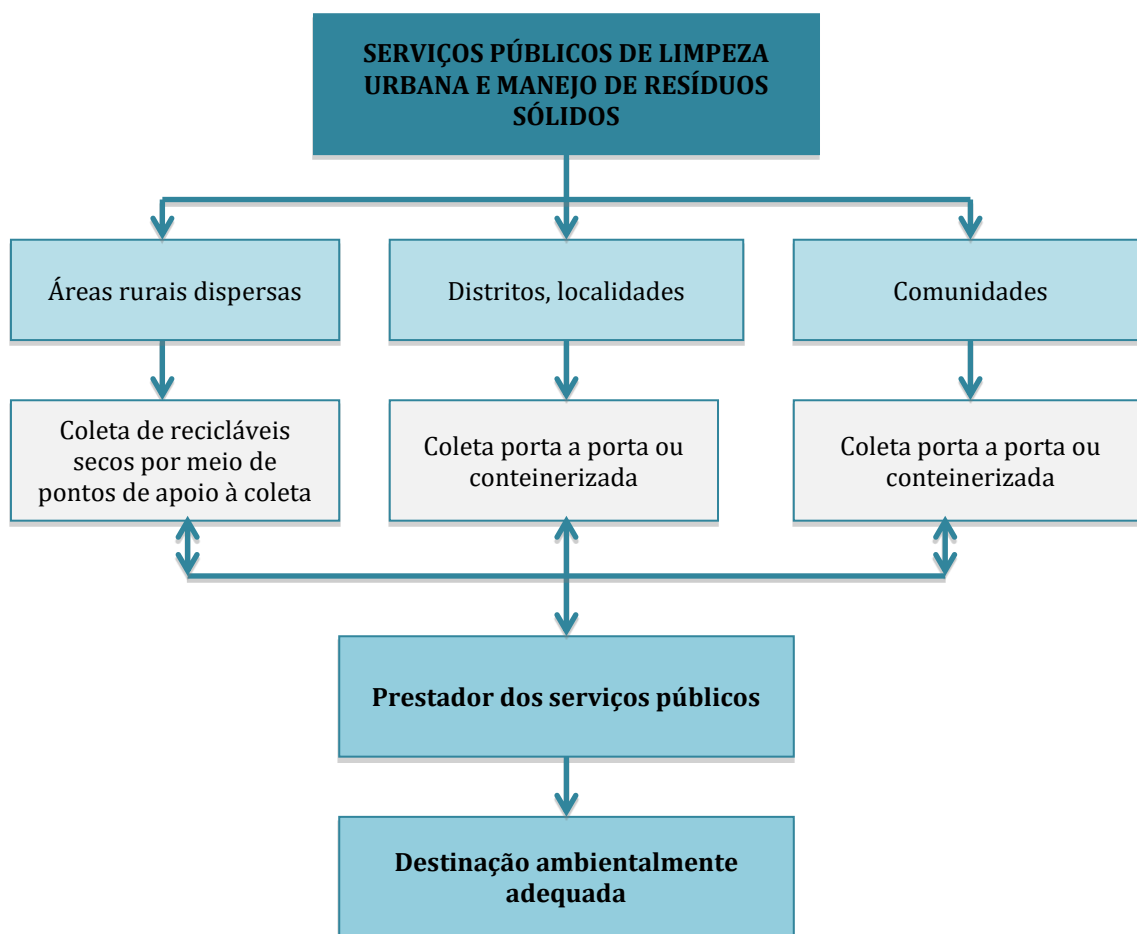 SERVIÇOS PÚBLICOS DE LIMPEZA
URBANA E MANEJO DE RESÍDUOS
SÓLIDOS
Áreas rurais dispersas
Distritos, localidades
Comunidades
Coleta de recicláveis
secos por meio de
pontos de apoio à coleta
Coleta porta a porta ou
conteinerizada
Coleta porta a porta ou
conteinerizada
Prestador dos serviços públicos
Destinação ambientalmente
adequada